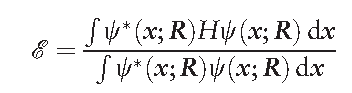 ℰ = ∫ψ*(x; R)Hψ(x; R) dx / ∫ψ*(x; R)ψ(x; R) dx